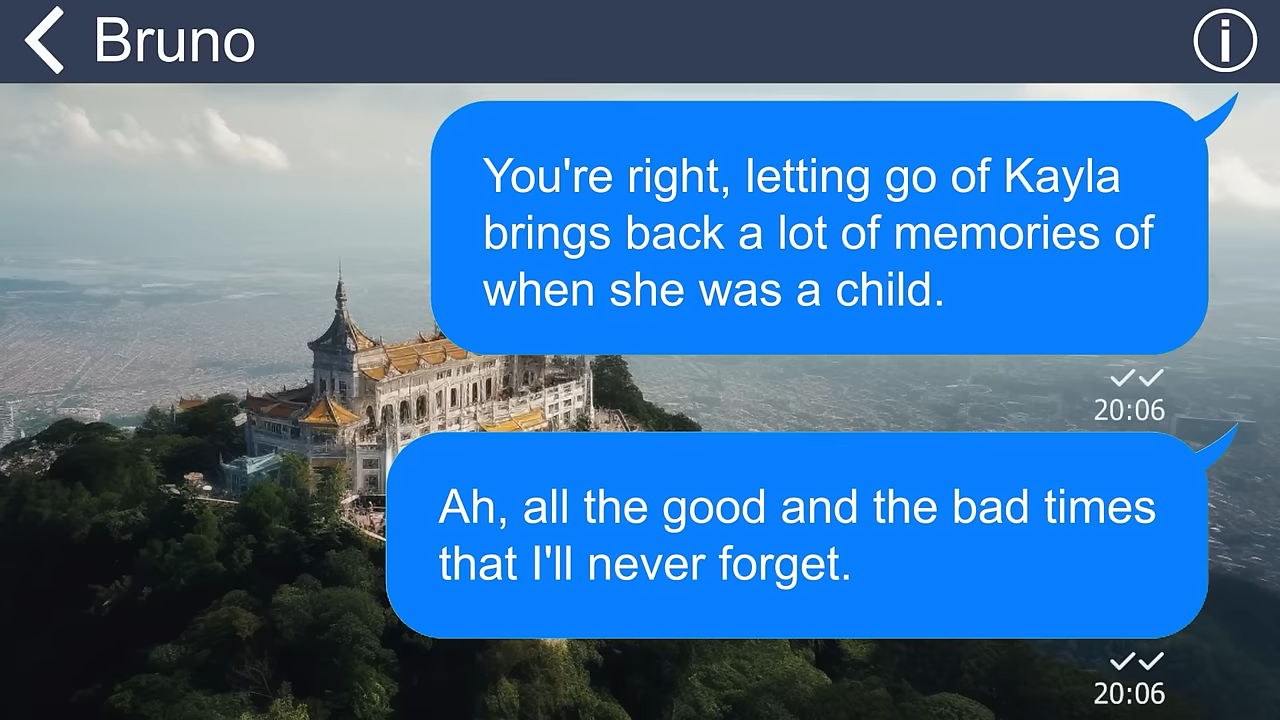 Bruno
You're right, letting go of Kayla
brings back a lot of memories of
when she was a child.
20:06
Ah, all the good and the bad times
that I'll never forget.
20:06